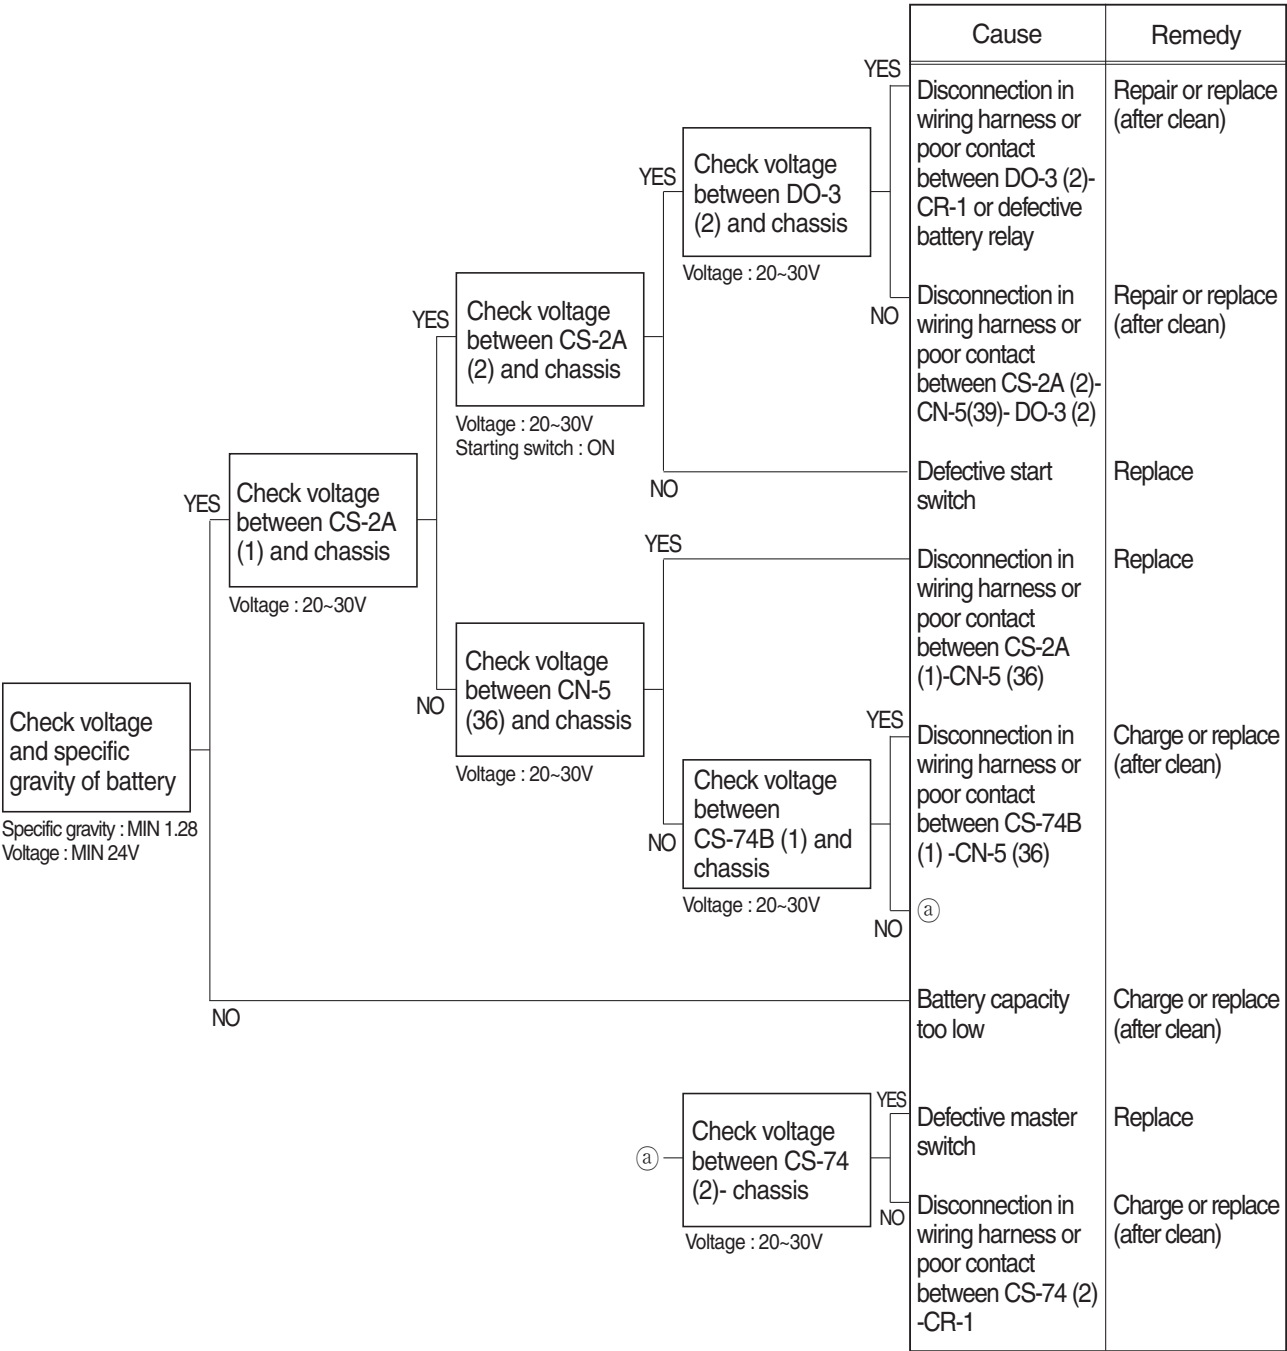 Cause
Remedy
YES
Disconnection in
wiring harness or
poor contact
between DO-3 (2)-
CR-1 or defective
battery relay
Repair or replace
(after clean)
YES
Check voltage
between DO-3
(2) and chassis
Voltage : 20~30V
NO
Disconnection in
wiring harness or
poor contact
between CS-2A (2)-
CN-5(39)- DO-3 (2)
Repair or replace
(after clean)
YES
Check voltage
between CS-2A
(2) and chassis
Voltage : 20~30V
Starting switch : ON
NO
Defective start
switch
Replace
YES
Check voltage
between CS-2A
(1) and chassis
Voltage : 20~30V
YES
Disconnection in
wiring harness or
poor contact
between CS-2A
(1)-CN-5 (36)
Replace
NO
Check voltage
between CN-5
(36) and chassis
Voltage : 20~30V
Check voltage
and specific
gravity of battery
Specific gravity : MIN 1.28
Voltage : MIN 24V
YES
Disconnection in
wiring harness or
poor contact
between CS-74B
(1) -CN-5 (36)
Charge or replace
(after clean)
NO
Check voltage
between
CS-74B (1) and
chassis
Voltage : 20~30V
NO
ⓐ
NO
Battery capacity
too low
Charge or replace
(after clean)
ⓐ
Check voltage
between CS-74
(2)- chassis
Voltage : 20~30V
YES
Defective master
switch
Replace
NO
Disconnection in
wiring harness or
poor contact
between CS-74 (2)
-CR-1
Charge or replace
(after clean)